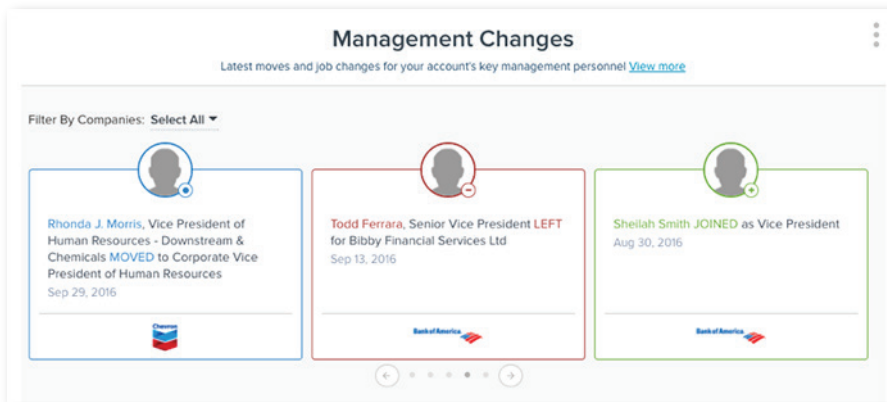 Management Changes
Latest moves and job changes for your account's key management personnel View more
Filter By Companies: Select All
Rhonda J. Morris, Vice President of
Human Resources - Downstream &
Chemicals MOVED to Corporate Vice
President of Human Resources
Sep 29, 2016
Chevron
Todd Ferrara, Senior Vice President LEFT
for Bibby Financial Services Ltd
Sep 13, 2016
Bank of America
Sheilah Smith JOINED as Vice President
Aug 30, 2016
Bank of America